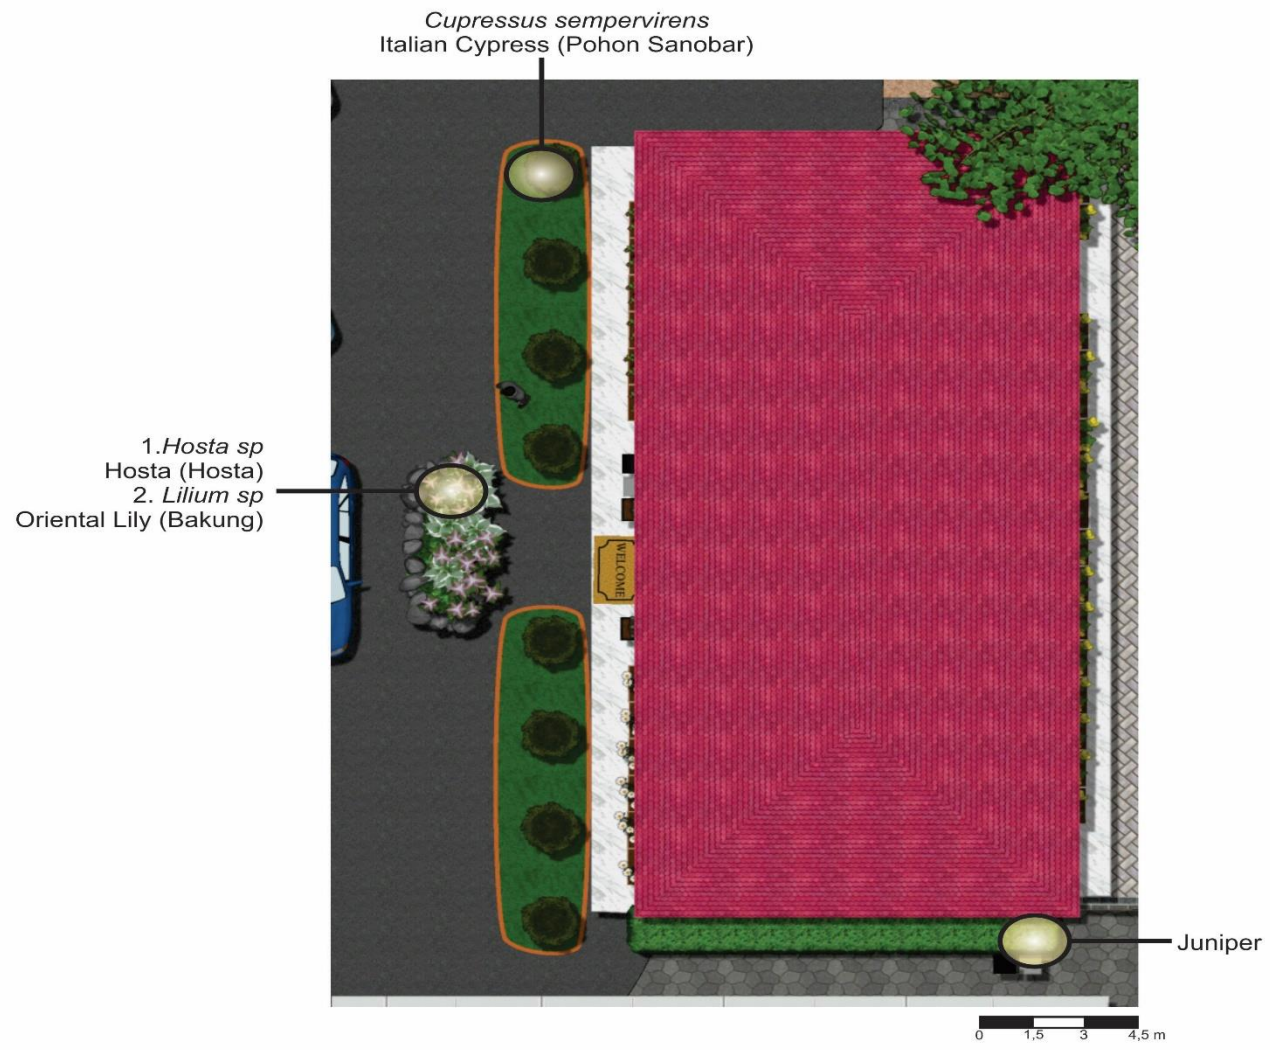 Cupressus sempervirens
Italian Cypress (Pohon Sanobar)
1.Hosta sp
Hosta (Hosta)
2. Lilium sp
Oriental Lily (Bakung)
WELCOME
Juniper
0 1,5 3 4,5 m